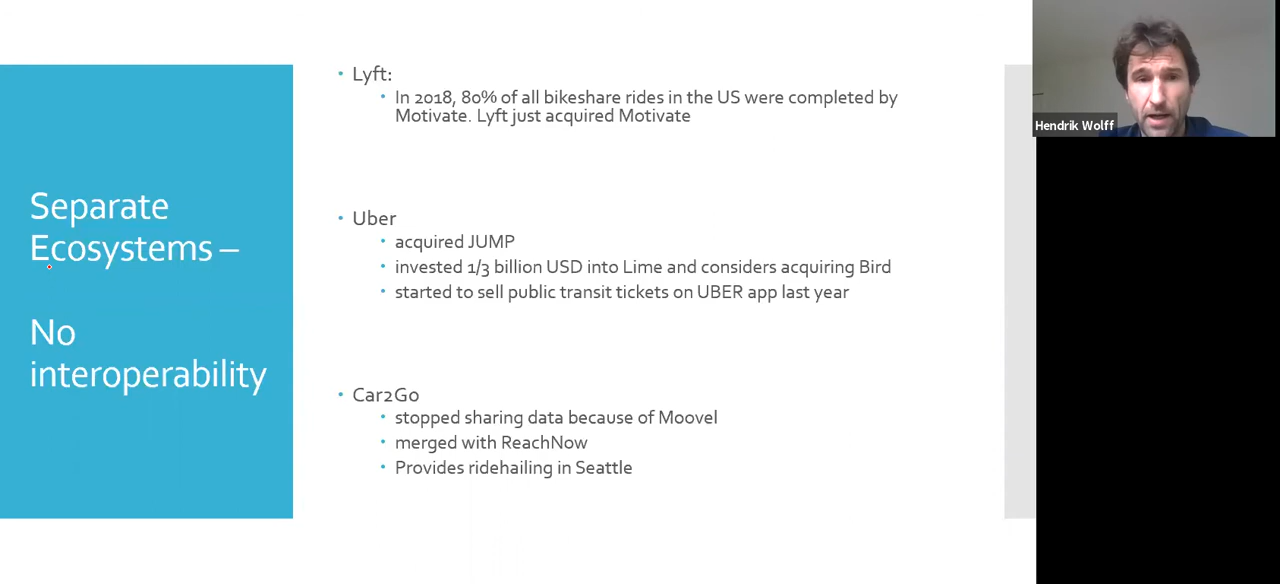 Separate
Ecosystems –
No
interoperability
• Lyft:
• In 2018, 80% of all bikeshare rides in the US were completed by
Motivate. Lyft just acquired Motivate
• Uber
• acquired JUMP
• invested 1/3 billion USD into Lime and considers acquiring Bird
• started to sell public transit tickets on UBER app last year
• Car2Go
• stopped sharing data because of Moovel
• merged with ReachNow
• Provides ridehailing in Seattle
Hendrik Wolff